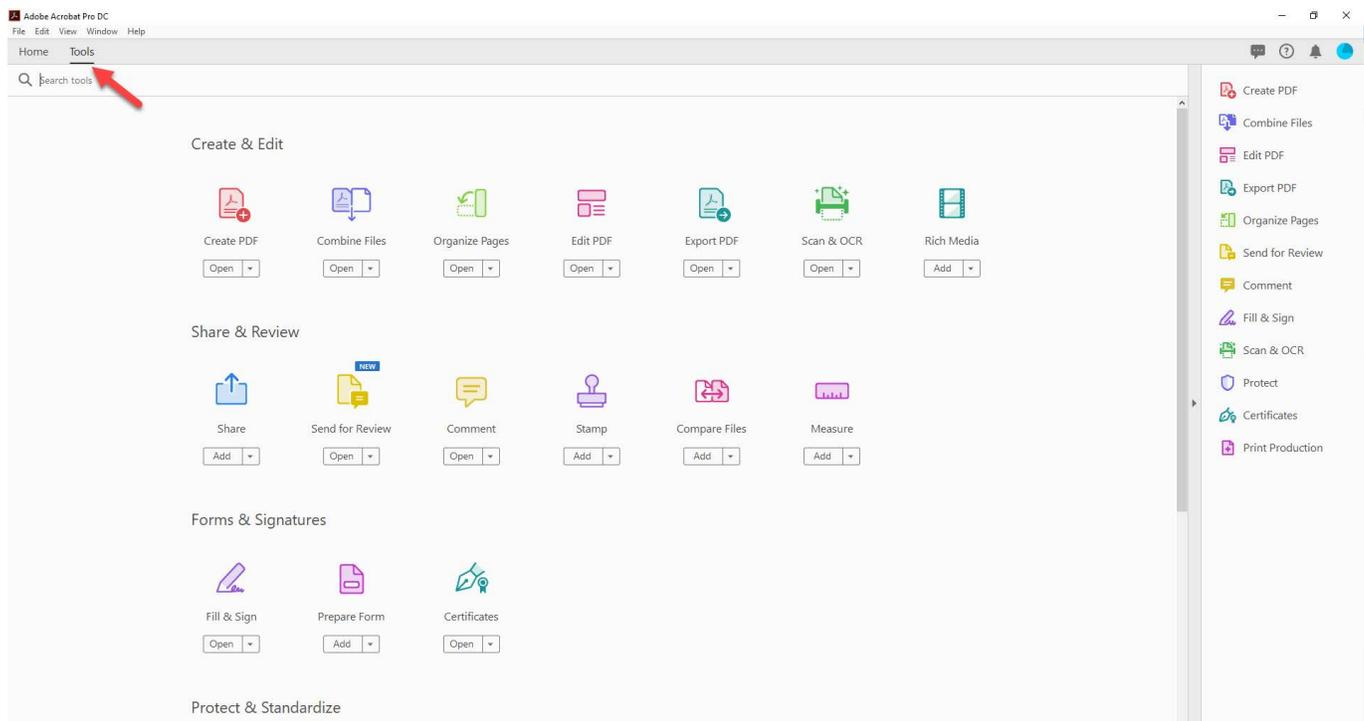 Adobe Acrobat Pro DC
File Edit View Window Help
Home Tools
Search tools
Create & Edit
Create PDF Combine Files Organize Pages Edit PDF Export PDF Scan & OCR Rich Media
Open Open Open Open Open Open Add
Share & Review
NEW
Share Send for Review Comment Stamp Compare Files Measure
Add Open Open Add Add Add
Forms & Signatures
Fill & Sign Prepare Form Certificates
Open Add Open
Protect & Standardize
Create PDF
Combine Files
Edit PDF
Export PDF
Organize Pages
Send for Review
Comment
Fill & Sign
Scan & OCR
Protect
Certificates
Print Production